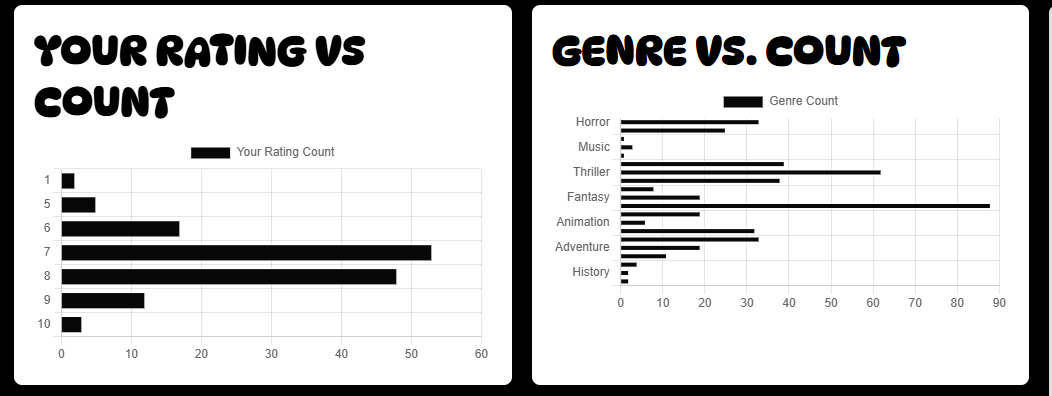 YOUR RATING VS
COUNT
Your Rating Count
1
5
6
7
8
9
10
0 10 20 30 40 50 60
GENRE VS. COUNT
Genre Count
Horror
Music
Thriller
Fantasy
Animation
Adventure
History
0 10 20 30 40 50 60 70 80 90